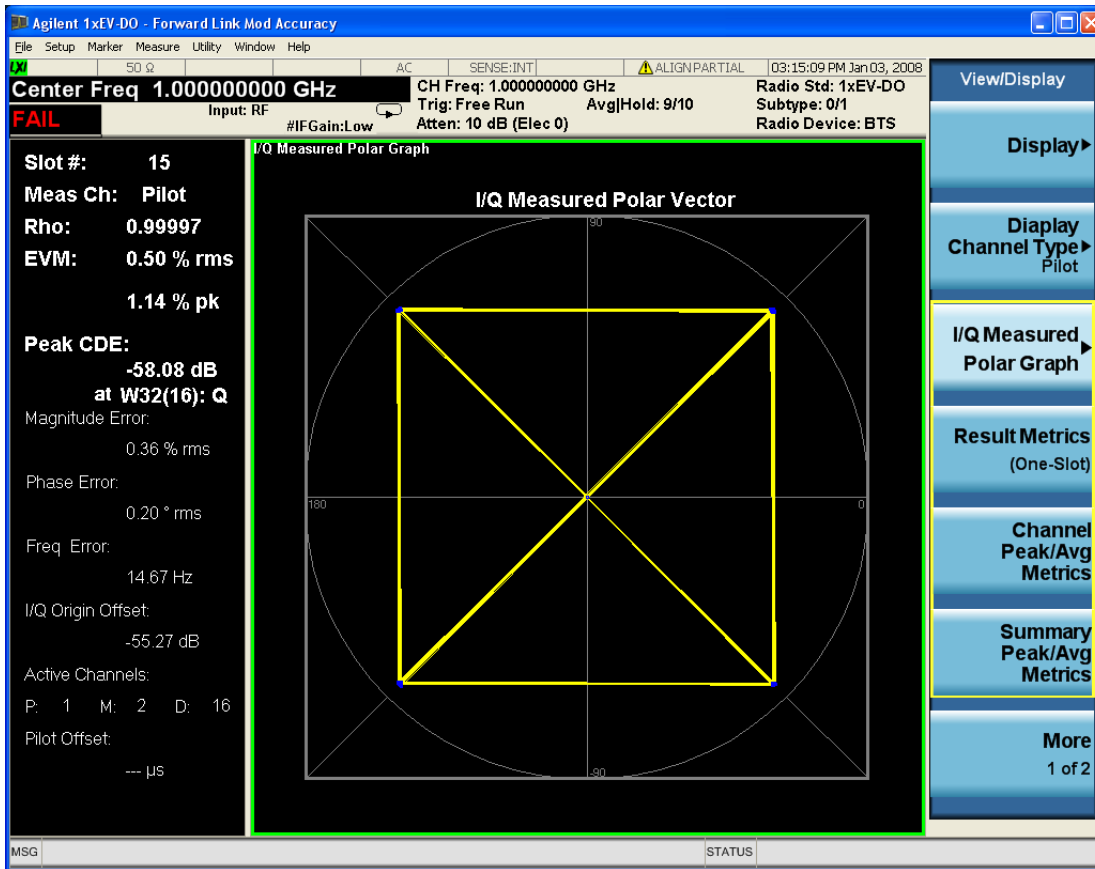 Agilent 1xEV-DO - Forward Link Mod Accuracy
File Setup Marker Measure Utility Window Help
LXI 50 Ω AC SENSE:INT ALIGN PARTIAL 03:15:09 PM Jan 03, 2008
Center Freq 1.000000000 GHz
Input: RF
#IFGain:Low
FAIL
CH Freq: 1.000000000 GHz
Trig: Free Run Avg|Hold: 9/10
Atten: 10 dB (Elec 0)
Radio Std: 1xEV-DO
Subtype: 0/1
Radio Device: BTS
Slot #: 15
Meas Ch: Pilot
Rho: 0.99997
EVM: 0.50 % rms
1.14 % pk
Peak CDE:
-58.08 dB
at W32(16): Q
Magnitude Error:
0.36 % rms
Phase Error:
0.20 ° rms
Freq Error:
14.67 Hz
I/Q Origin Offset:
-55.27 dB
Active Channels:
P: 1 M: 2 D: 16
Pilot Offset:
--- µs
I/Q Measured Polar Graph
I/Q Measured Polar Vector
90
180
0
-90
View/Display
Display
Diaplay
Channel Type
Pilot
I/Q Measured
Polar Graph
Result Metrics
(One-Slot)
Channel
Peak/Avg
Metrics
Summary
Peak/Avg
Metrics
More
1 of 2
MSG
STATUS